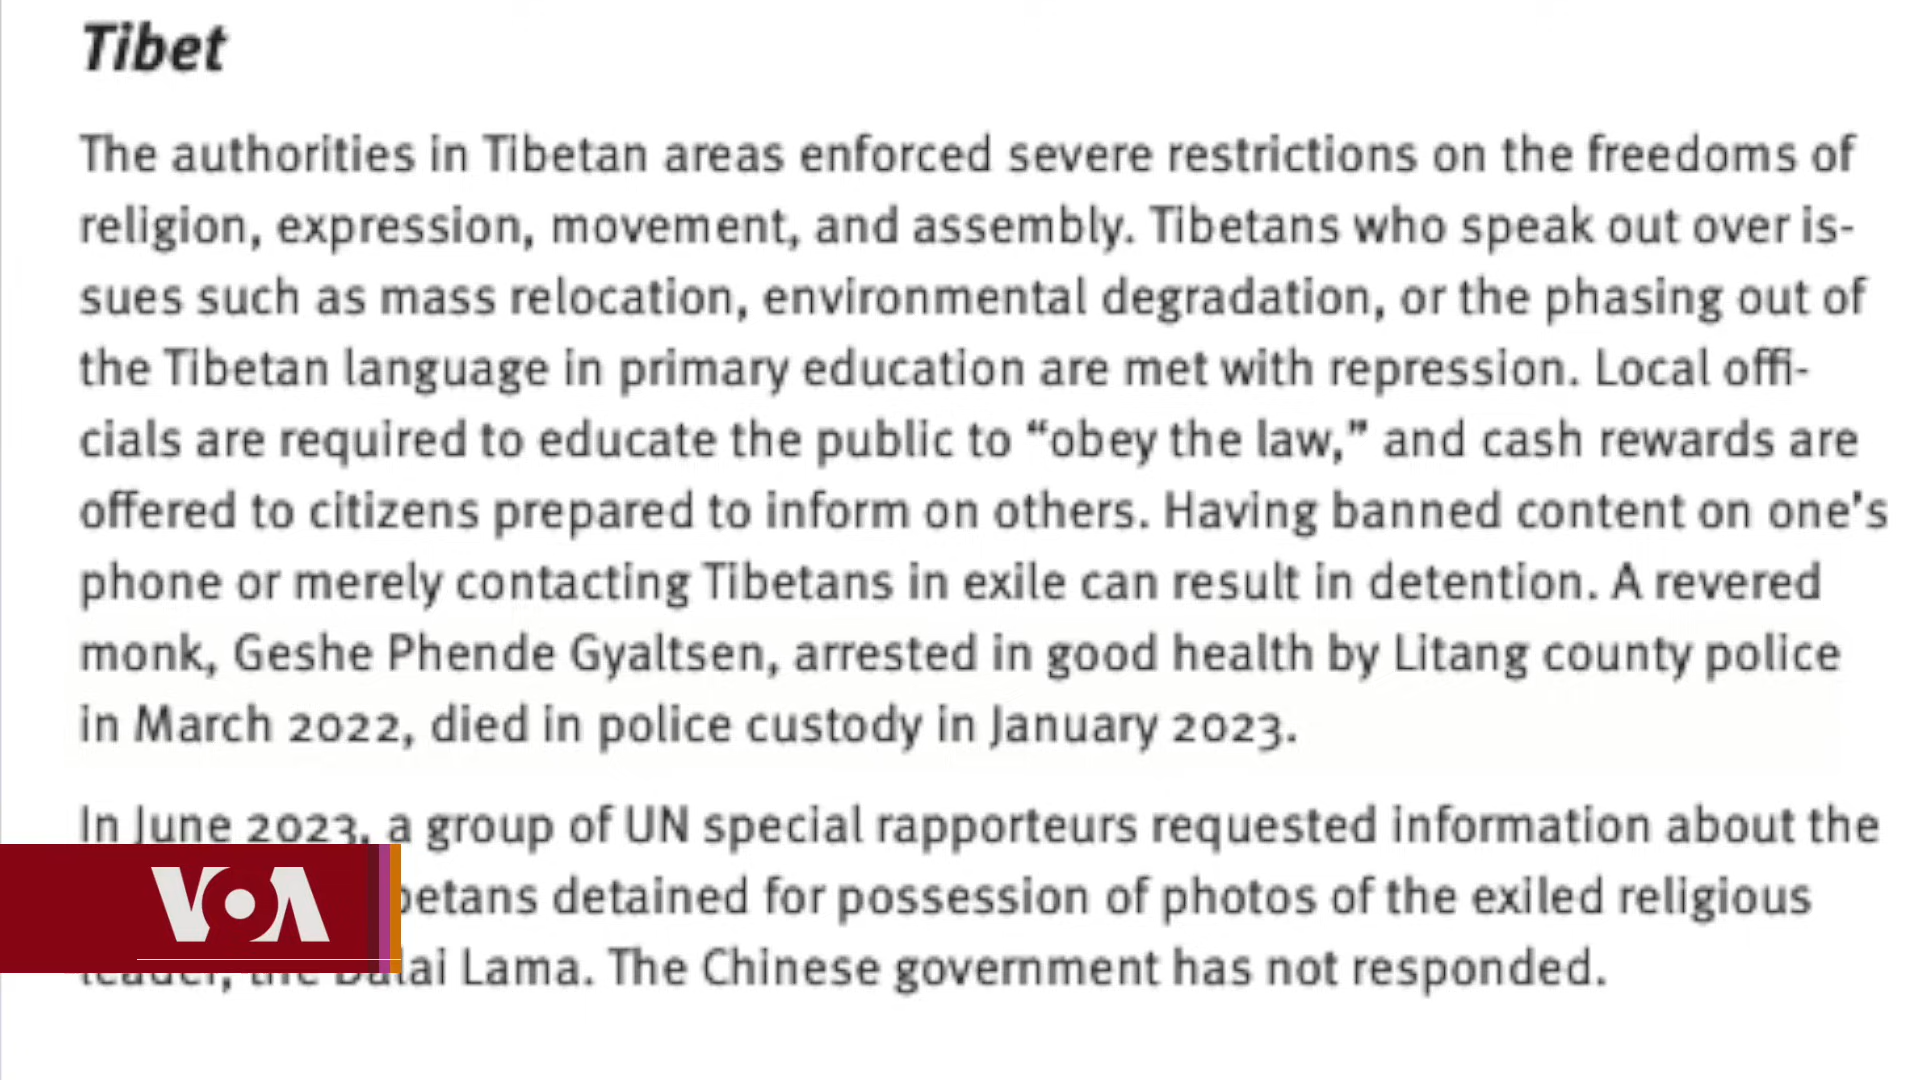 Tibet
The authorities in Tibetan areas enforced severe restrictions on the freedoms of
religion, expression, movement, and assembly. Tibetans who speak out over is-
sues such as mass relocation, environmental degradation, or the phasing out of
the Tibetan language in primary education are met with repression. Local offi-
cials are required to educate the public to “obey the law,” and cash rewards are
offered to citizens prepared to inform on others. Having banned content on one’s
phone or merely contacting Tibetans in exile can result in detention. A revered
monk, Geshe Phende Gyaltsen, arrested in good health by Litang county police
in March 2022, died in police custody in January 2023.
In June 2023, a group of UN special rapporteurs requested information about the
betans detained for possession of photos of the exiled religious
leader, the Dalai Lama. The Chinese government has not responded.
VOA